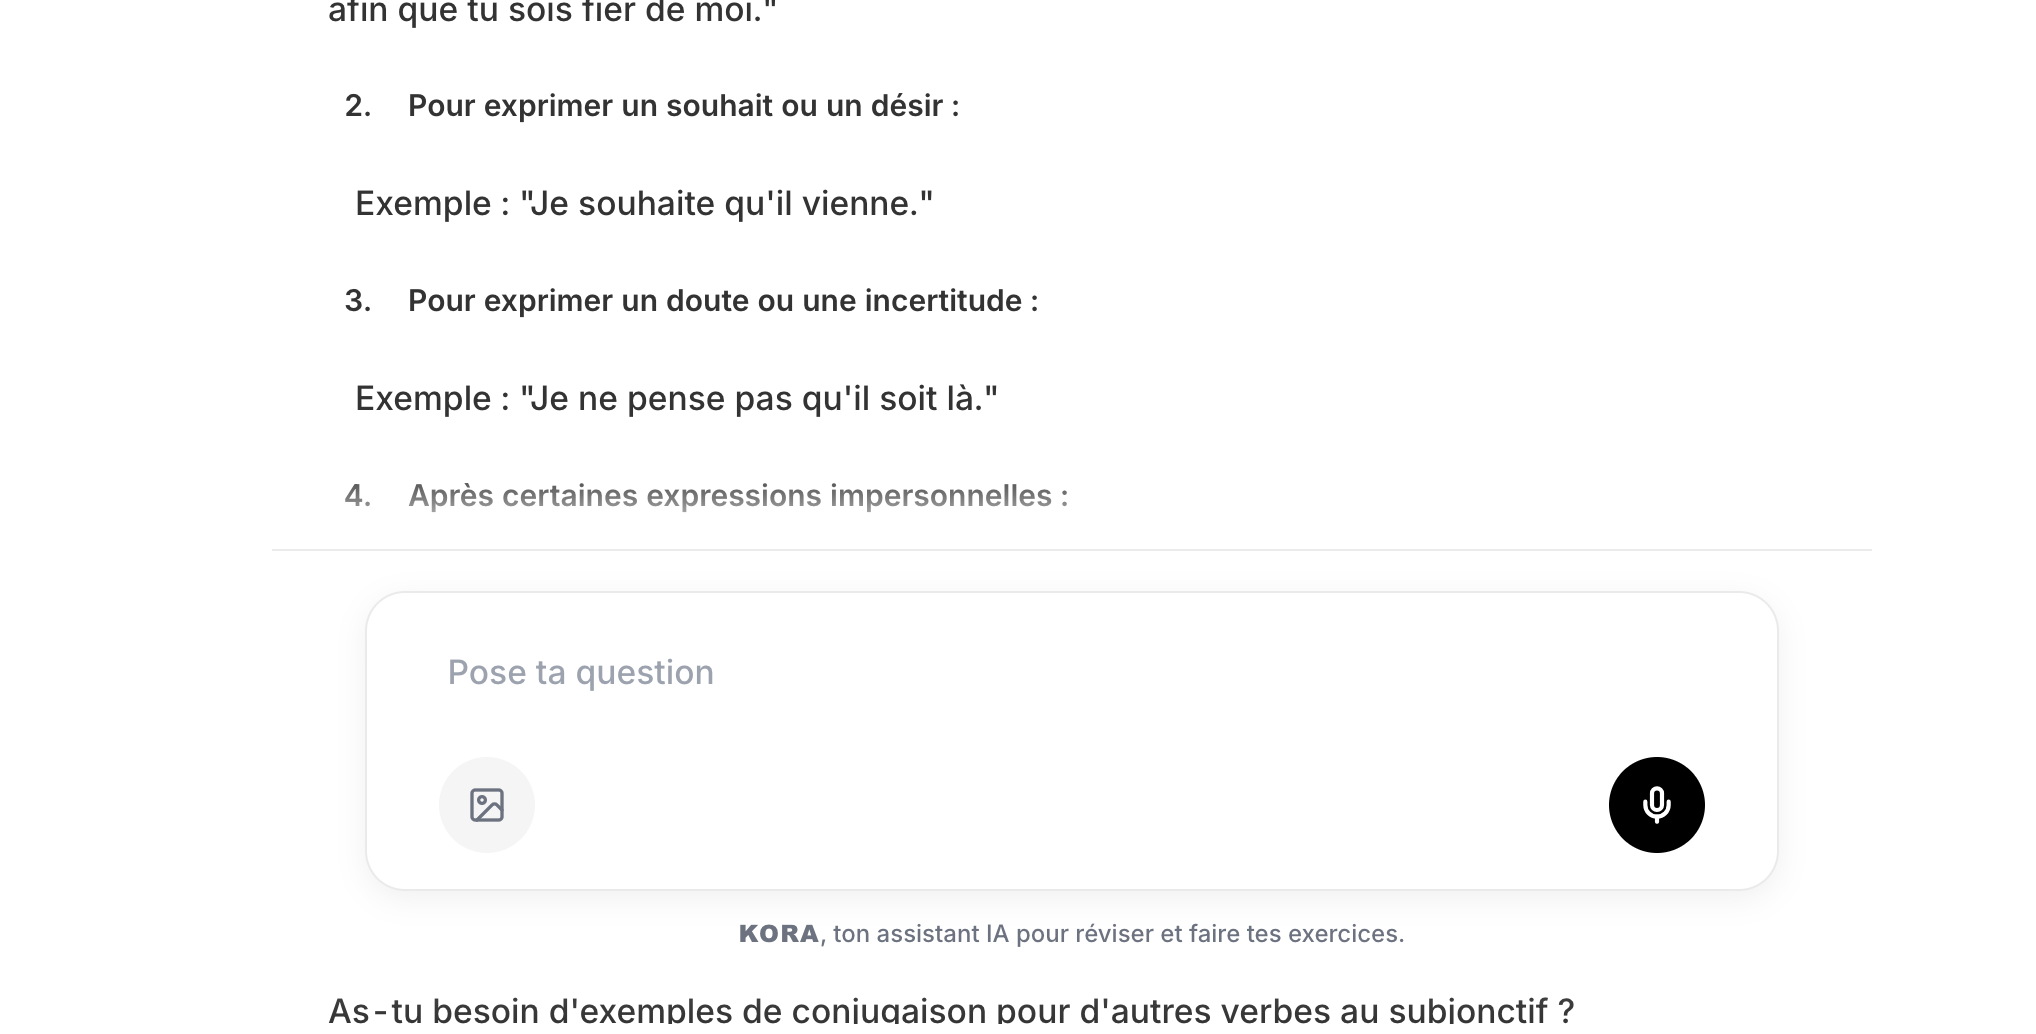 afin que tu sois fier de moi."
2. Pour exprimer un souhait ou un désir :
Exemple : "Je souhaite qu'il vienne."
3. Pour exprimer un doute ou une incertitude :
Exemple : "Je ne pense pas qu'il soit là."
4. Après certaines expressions impersonnelles :
Pose ta question
KORA, ton assistant IA pour réviser et faire tes exercices.
As-tu besoin d'exemples de conjugaison pour d'autres verbes au subjonctif ?